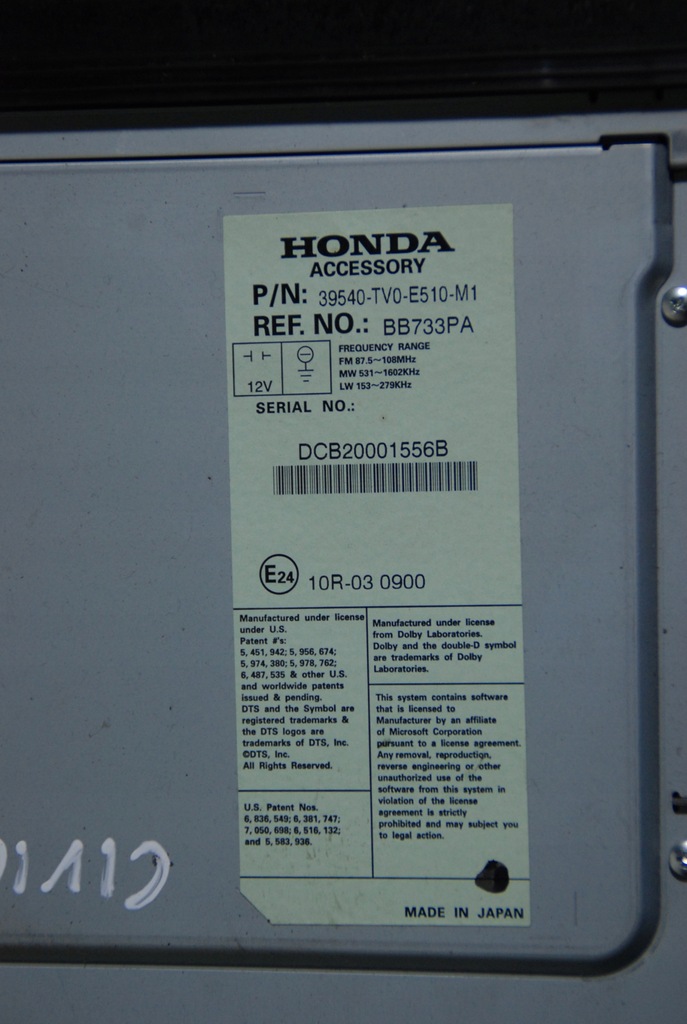 HONDA
ACCESSORY
P/N: 39540-TV0-E510-M1
REF. NO.: BB733PA
12V
FREQUENCY RANGE
FM 87.5~108MHz
MW 531~1602KHz
LW 153~279KHz
SERIAL NO.:
DCB20001556B
E24 10R-03 0900
Manufactured under license
under U.S.
Patent #'s:
5, 451, 942; 5, 956, 674;
5, 974, 380; 5, 978, 762;
6, 487, 535 & other U.S.
and worldwide patents
issued & pending.
DTS and the Symbol are
registered trademarks &
the DTS logos are
trademarks of DTS, Inc.
©DTS, Inc.
All Rights Reserved.
U.S. Patent Nos.
6, 836, 549; 6, 381, 747;
7, 050, 698; 6, 516, 132;
and 5, 583, 936.
Manufactured under license
from Dolby Laboratories.
Dolby and the double-D symbol
are trademarks of Dolby
Laboratories.
This system contains software
that is licensed to
Manufacturer by an affiliate
of Microsoft Corporation
pursuant to a license agreement.
Any removal, reproduction,
reverse engineering or other
unauthorized use of the
software from this system in
violation of the license
agreement is strictly
prohibited and may subject you
to legal action.
MADE IN JAPAN